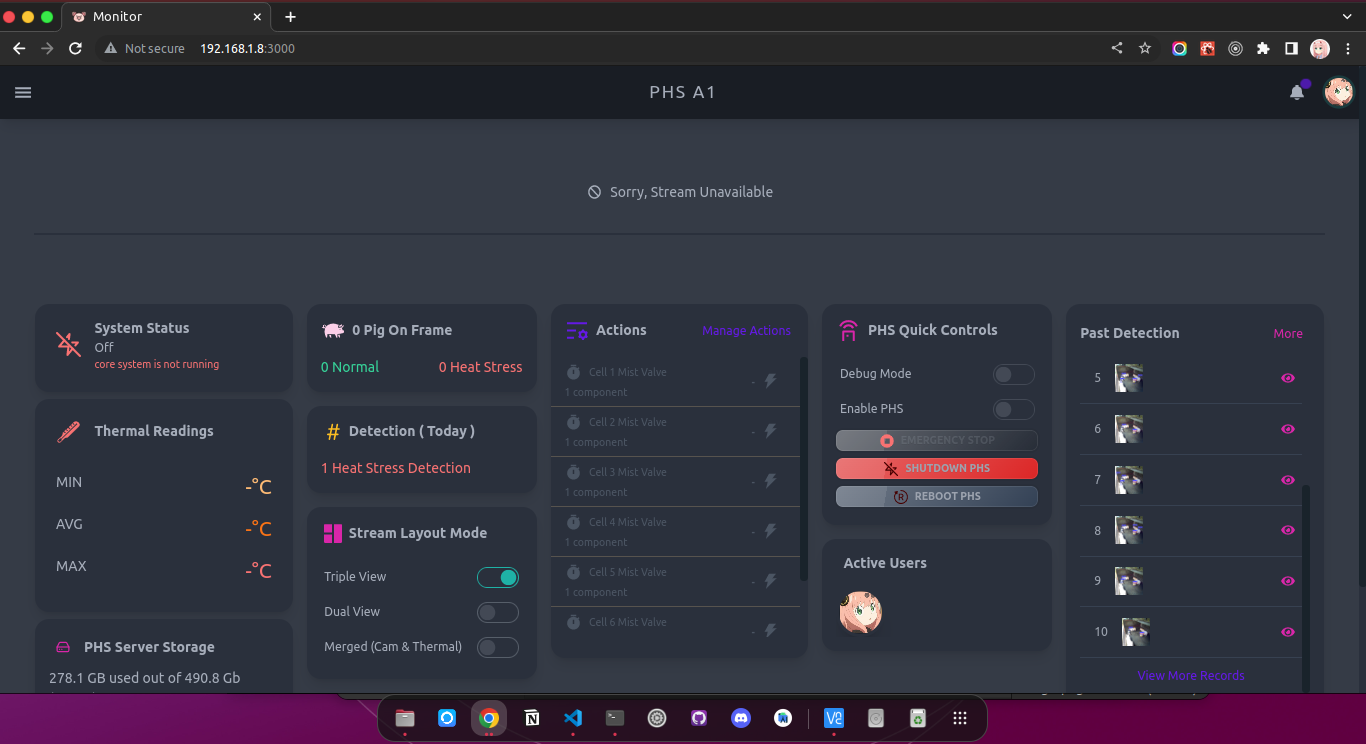 Monitor
Not secure 192.168.1.8:3000
PHS A1
Sorry, Stream Unavailable
System Status
Off
core system is not running
Thermal Readings
MIN -°C
AVG -°C
MAX -°C
PHS Server Storage
278.1 GB used out of 490.8 Gb
0 Pig On Frame
0 Normal 0 Heat Stress
# Detection ( Today )
1 Heat Stress Detection
Stream Layout Mode
Triple View
Dual View
Merged (Cam & Thermal)
Actions Manage Actions
Cell 1 Mist Valve
1 component -
Cell 2 Mist Valve
1 component -
Cell 3 Mist Valve
1 component -
Cell 4 Mist Valve
1 component -
Cell 5 Mist Valve
1 component -
Cell 6 Mist Valve
-
PHS Quick Controls
Debug Mode
Enable PHS
EMERGENCY STOP
SHUTDOWN PHS
REBOOT PHS
Active Users
Past Detection More
5
6
7
8
9
10
View More Records